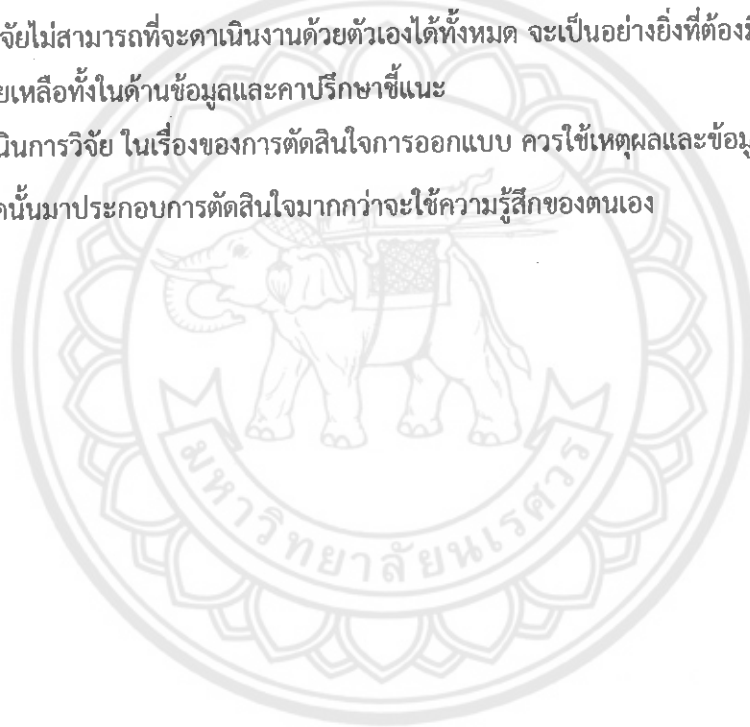 จัยไม่สามารถที่จะดาเนินงานด้วยตัวเองได้ทั้งหมด จะเป็นอย่างยิ่งที่ต้อง
ยเหลือทั้งในด้านข้อมูลและคาปรึกษาชี้แนะ
นินการวิจัย ในเรื่องของการตัดสินใจการออกแบบ ควรใช้เหตุผลและข้อมู
นั้นมาประกอบการตัดสินใจมากกว่าจะใช้ความรู้สึกของตนเอง
มหาวิทยาลัยนเรศวร